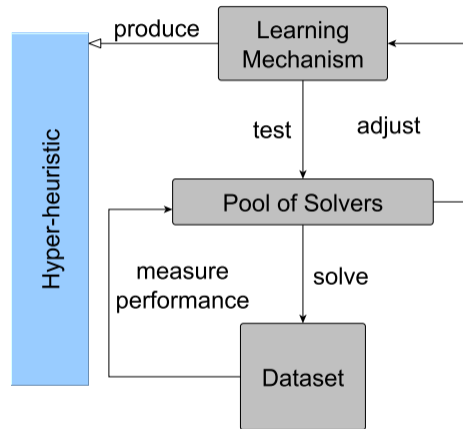 produce
Learning
Mechanism
test
adjust
Pool of Solvers
Hyper-heuristic
measure
performance
solve
Dataset